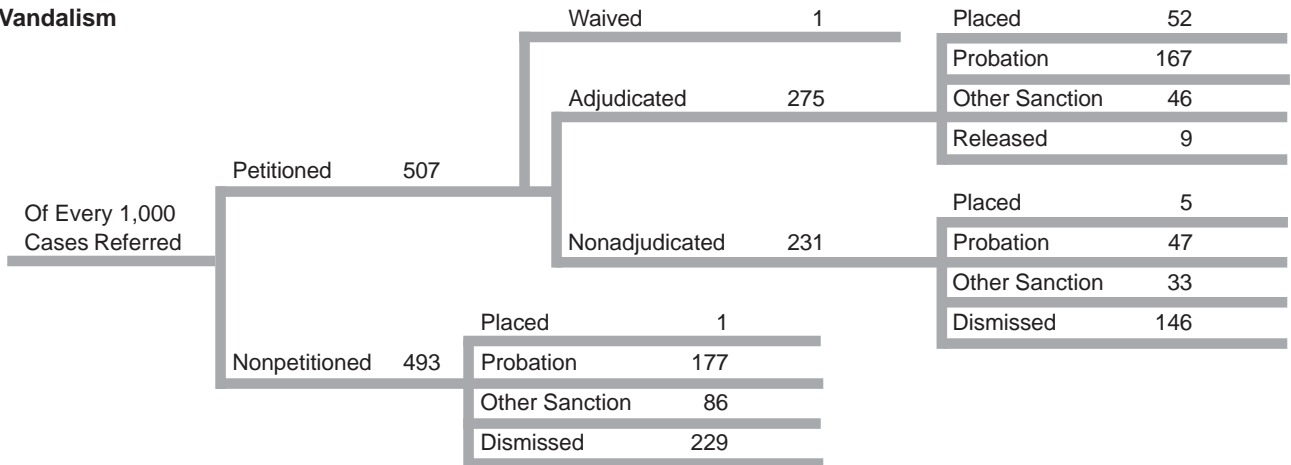 Vandalism
Of Every 1,000
Cases Referred
Petitioned 507
Nonpetitioned 493
Waived 1
Adjudicated 275
Nonadjudicated 231
Placed 52
Probation 167
Other Sanction 46
Released 9
Placed 5
Probation 47
Other Sanction 33
Dismissed 146
Placed 1
Probation 177
Other Sanction 86
Dismissed 229